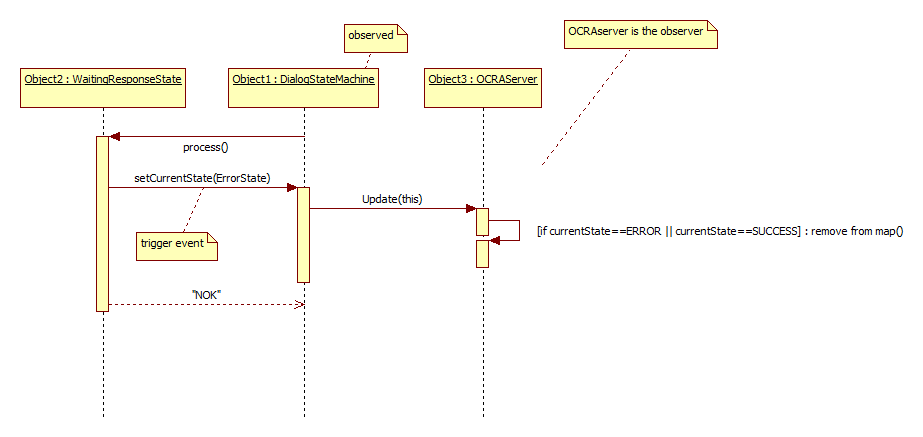 OCRAserver is the observer
observed
Object2 : WaitingResponseState
Object1 : DialogStateMachine
Object3 : OCRAServer
process()
setCurrentState(ErrorState)
Update(this)
[if currentState==ERROR || currentState==SUCCESS] : remove from map()
trigger event
"NOK"